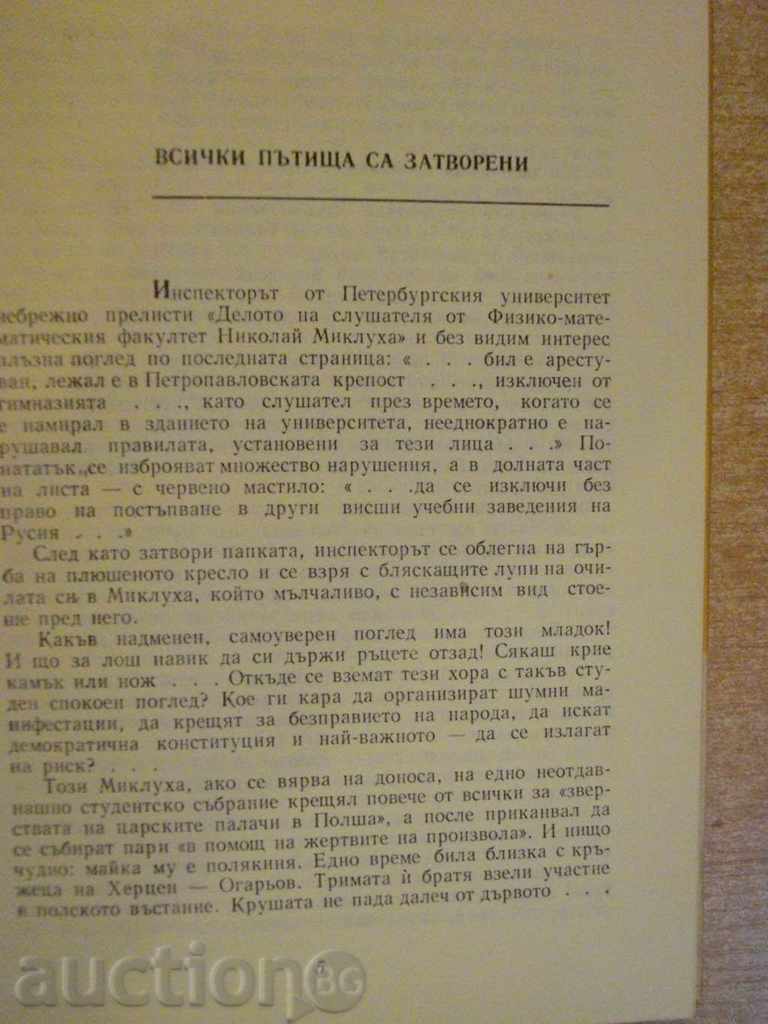 ВСИЧКИ ПЪТИЩА СА ЗАТВОРЕНИ
Инспекторът от Петербургския университет
небрежно прелисти «Делото на слушателя от Физико-мате-
матическия факултет Николай Миклуха» и без видим интерес
плъзна поглед по последната страница: « . . . бил е аресту-
ван, лежал е в Петропавловската крепост . . ., изключен от
гимназията . . ., като слушател през времето, когато се
е намирал в зданието на университета, нееднократно е на-
рушавал правилата, установени за тези лица . . .» По-
нататък се изброяват множество нарушения, а в долната част
на листа — с червено мастило: « . . .да се изключи без
право на постъпване в други висши учебни заведения на
Русия . . .»
След като затвори папката, инспекторът се облегна на гър-
ба на плюшеното кресло и се взря с бляскащите лупи на очи-
лата си в Миклуха, който мълчаливо, с независим вид стое-
ше пред него.
Какъв надменен, самоуверен поглед има този младок!
И що за лош навик да си държи ръцете отзад! Сякаш крие
камък или нож . . . Откъде се вземат тези хора с такъв сту-
ден спокоен поглед? Кое ги кара да организират шумни ма-
нифестации, да крещят за безправието на народа, да искат
демократична конституция и най-важното — да се излагат
на риск? . . .
Този Миклуха, ако се вярва на доноса, на едно неотдав-
нашно студентско събрание крещял повече от всички за «звер-
ствата на царските палачи в Полша», а после приканвал да
се събират пари «в помощ на жертвите на произвола». И нищо
чудно: майка му е полякиня. Едно време била близка с кръ-
жеца на Херцен — Огарьов. Тримата ѝ братя взели участие
в полското въстание. Крушата не пада далеч от дървото . . .
5
auctionBG